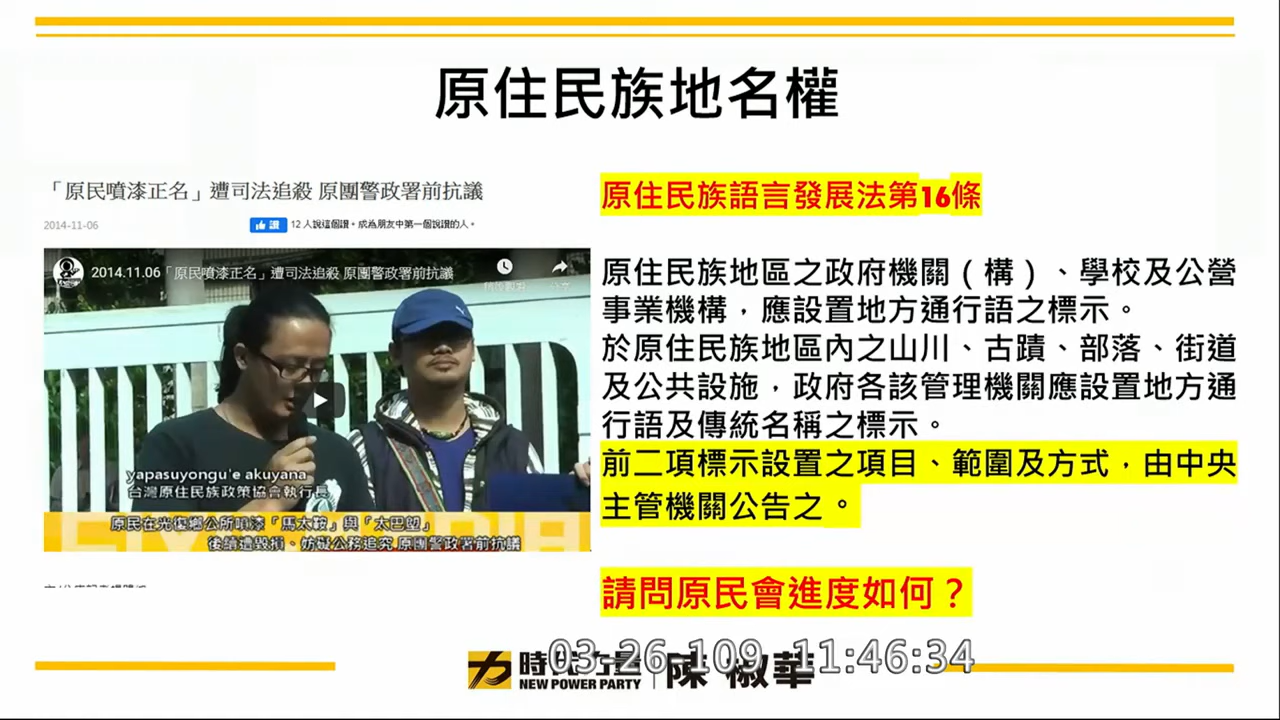 原住民族地名權
「原民噴漆正名」遭司法追殺 原團警政署前抗議
2014-11-06
讚 12 人說這個讚。成為朋友中第一個說讚的人。
2014.11.06「原民噴漆正名」遭司法追殺 原團警政署前抗議
yapasuyongu'e akuyana
台灣原住民族政策協會執行長
原民在光復鄉公所噴漆「馬太鞍」與「太巴塱」
後續遭毀損、妨礙公務追究 原團警政署前抗議
原住民族語言發展法第16條
原住民族地區之政府機關（構）、學校及公營
事業機構，應設置地方通行語之標示。
於原住民族地區內之山川、古蹟、部落、街道
及公共設施，政府各該管理機關應設置地方通
行語及傳統名稱之標示。
前二項標示設置之項目、範圍及方式，由中央
主管機關公告之。
請問原民會進度如何？
時代力量
NEW POWER PARTY
陳 椒華
03-26-109 11:46:34